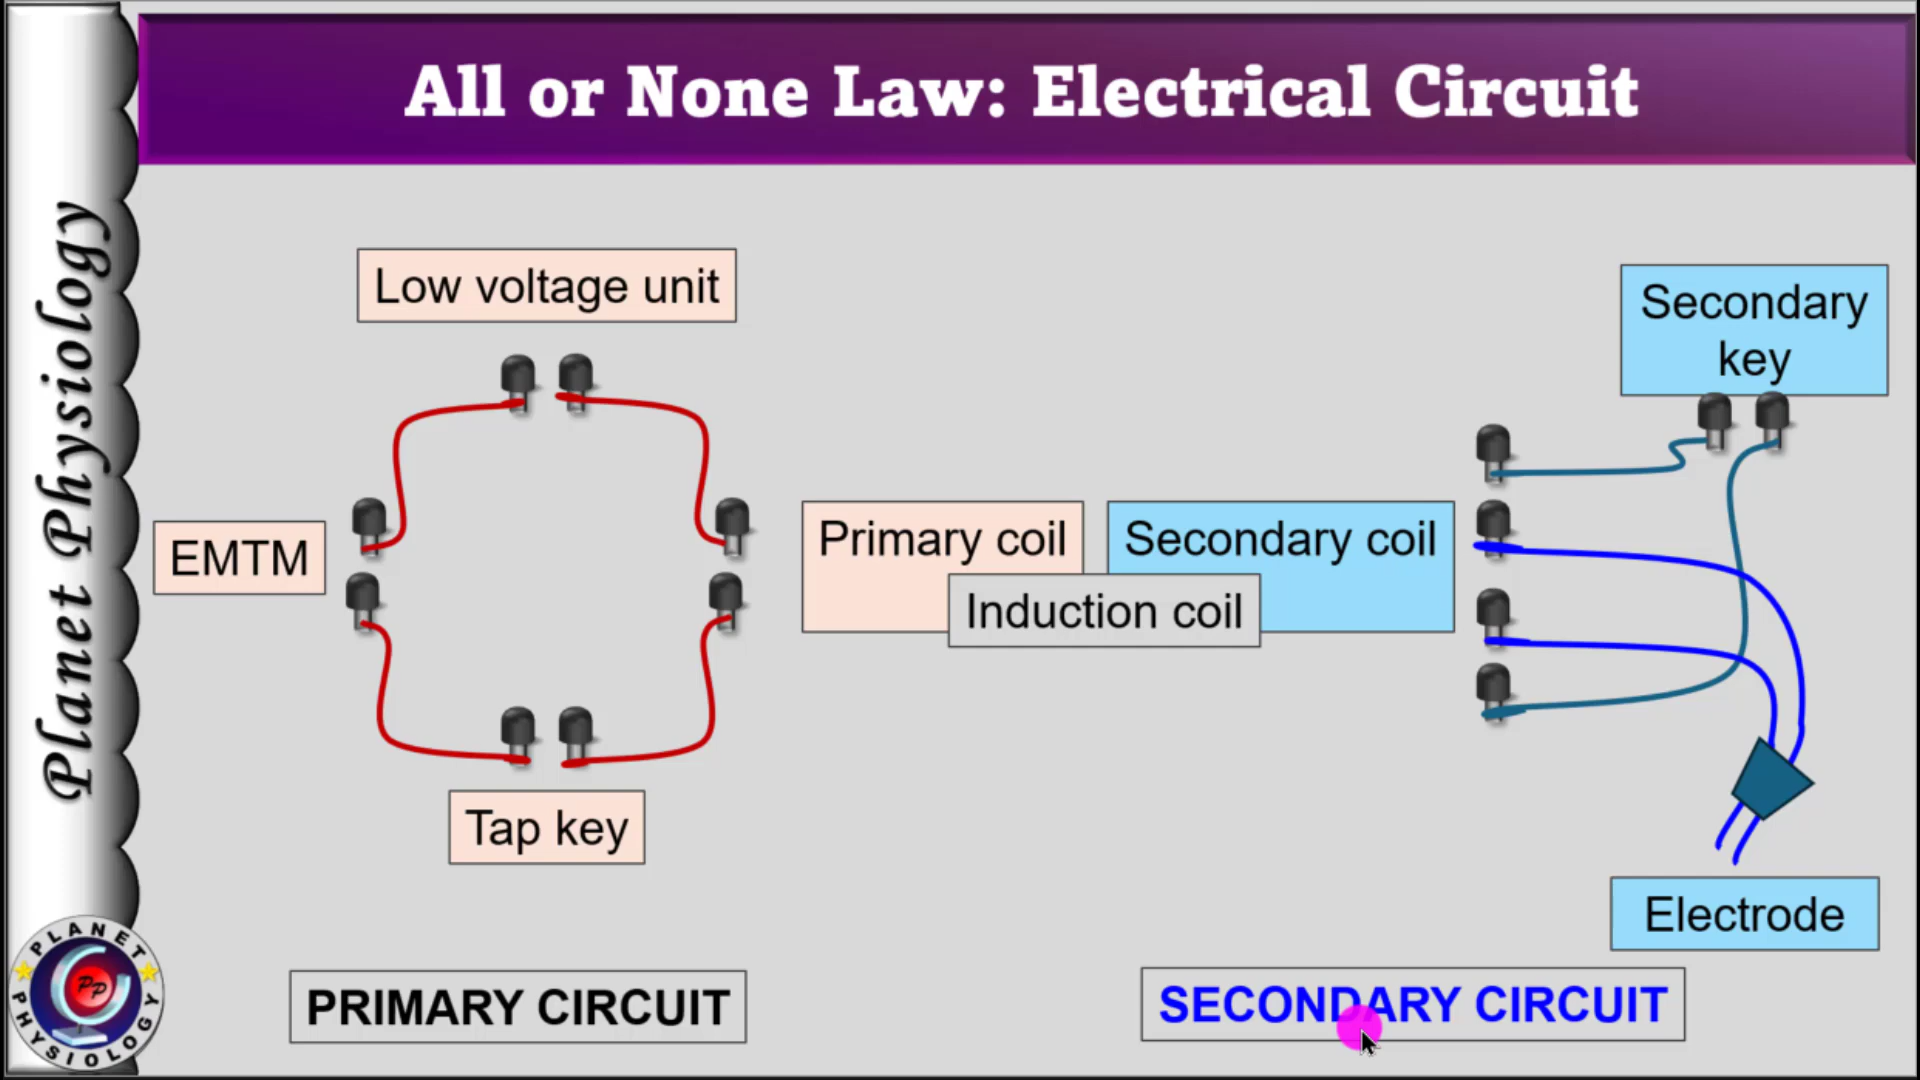 All or None Law: Electrical Circuit
Planet Physiology
Low voltage unit
Secondary
key
EMTM
Primary coil
Secondary coil
Induction coil
Tap key
Electrode
PRIMARY CIRCUIT
SECONDARY CIRCUIT
PLANET
PP
PHYSIOLOGY